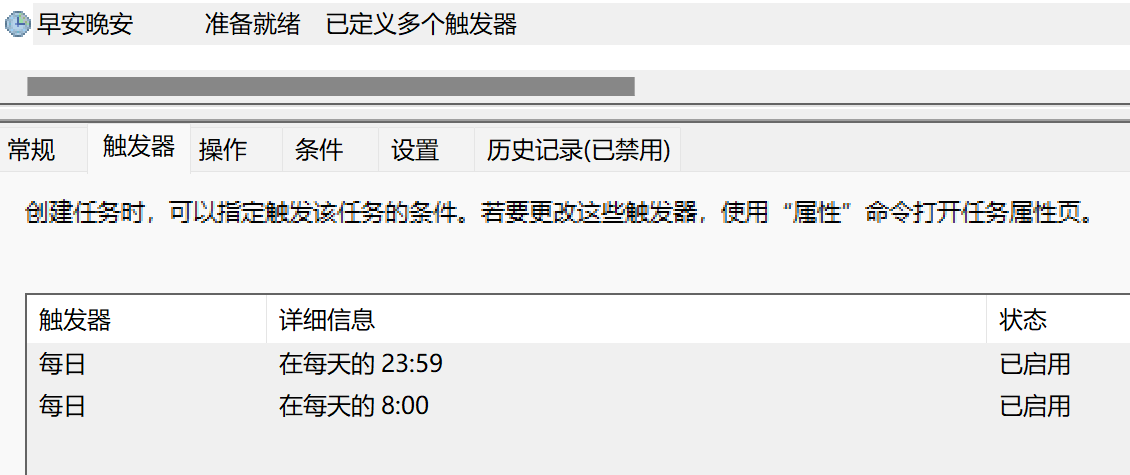 早安晚安 准备就绪 已定义多个触发器
常规 触发器 操作 条件 设置 历史记录(已禁用)
创建任务时，可以指定触发该任务的条件。若要更改这些触发器，使用“属性”命令打开任务属性页。
触发器 详细信息 状态
每日 在每天的 23:59 已启用
每日 在每天的 8:00 已启用